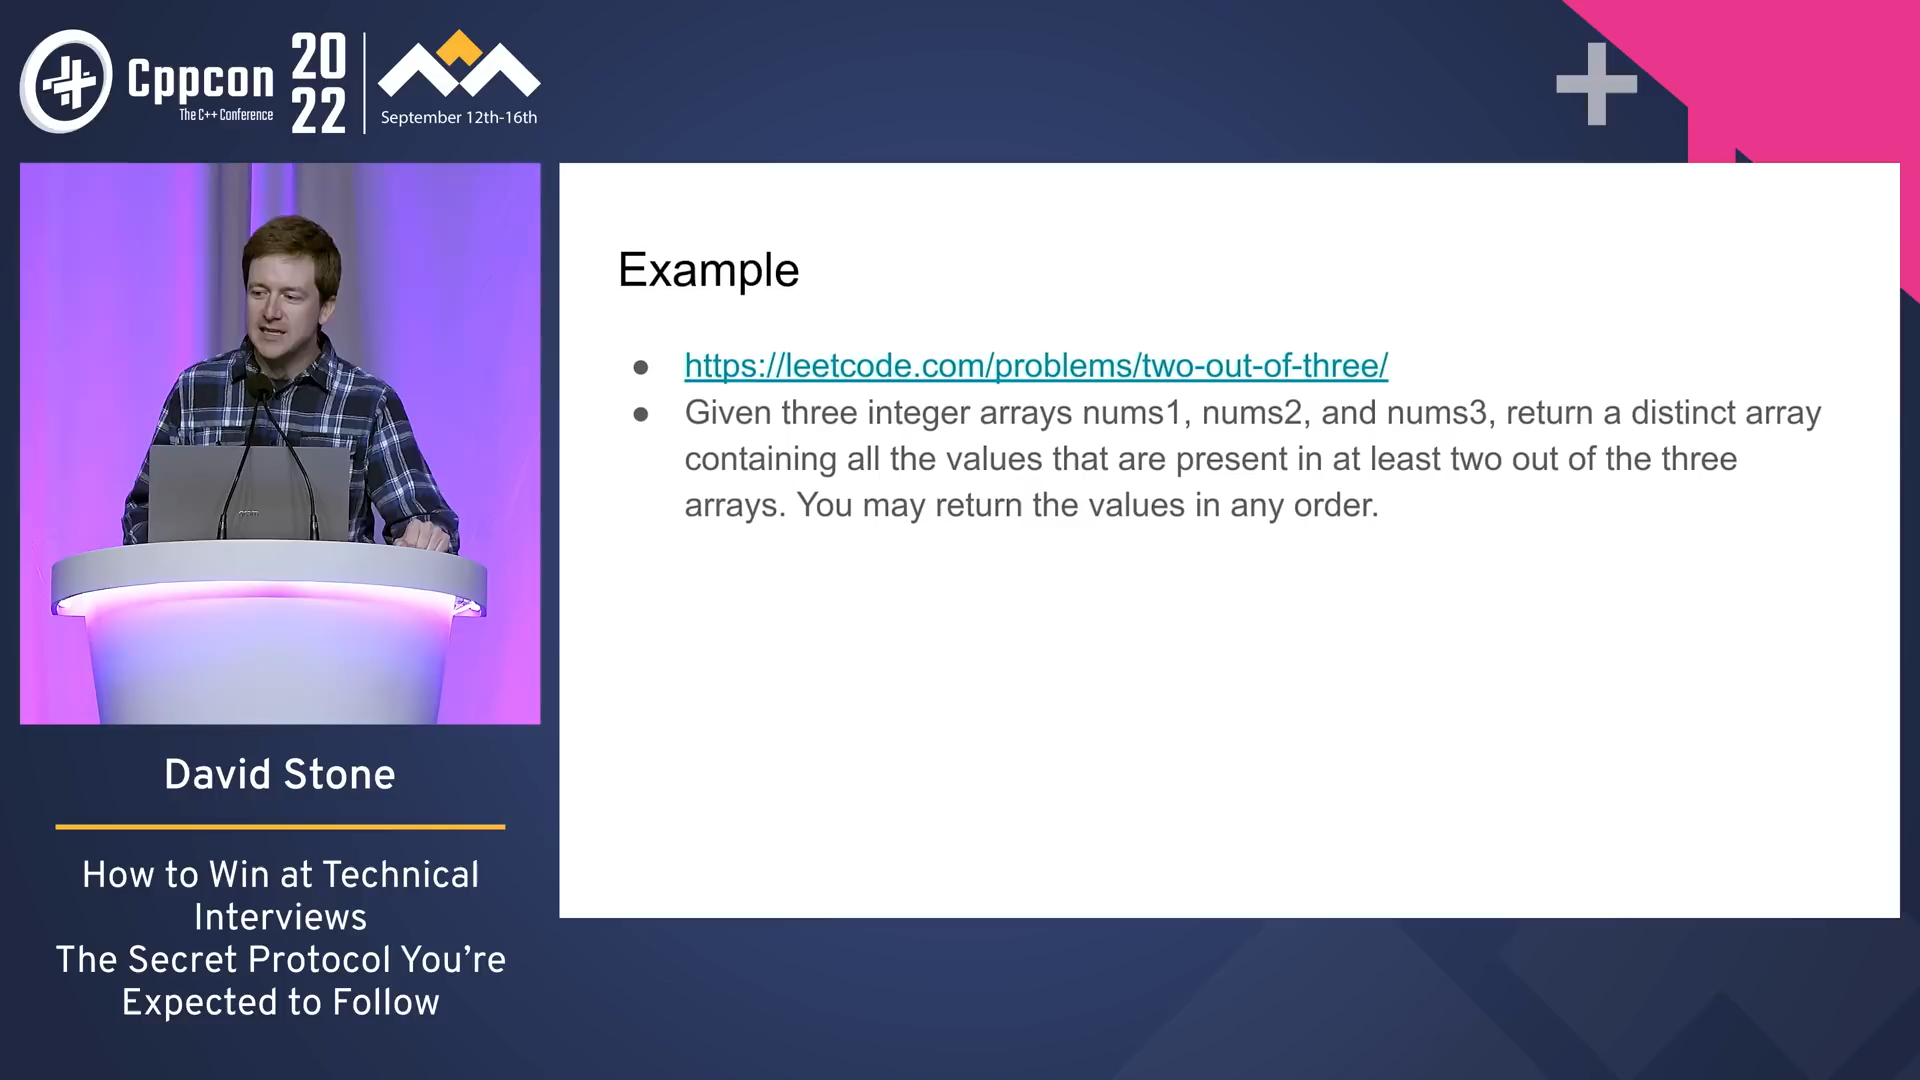 Cppcon
The C++ Conference
20
22
September 12th-16th
Example
https://leetcode.com/problems/two-out-of-three/
Given three integer arrays nums1, nums2, and nums3, return a distinct array
containing all the values that are present in at least two out of the three
arrays. You may return the values in any order.
David Stone
How to Win at Technical
Interviews
The Secret Protocol You’re
Expected to Follow